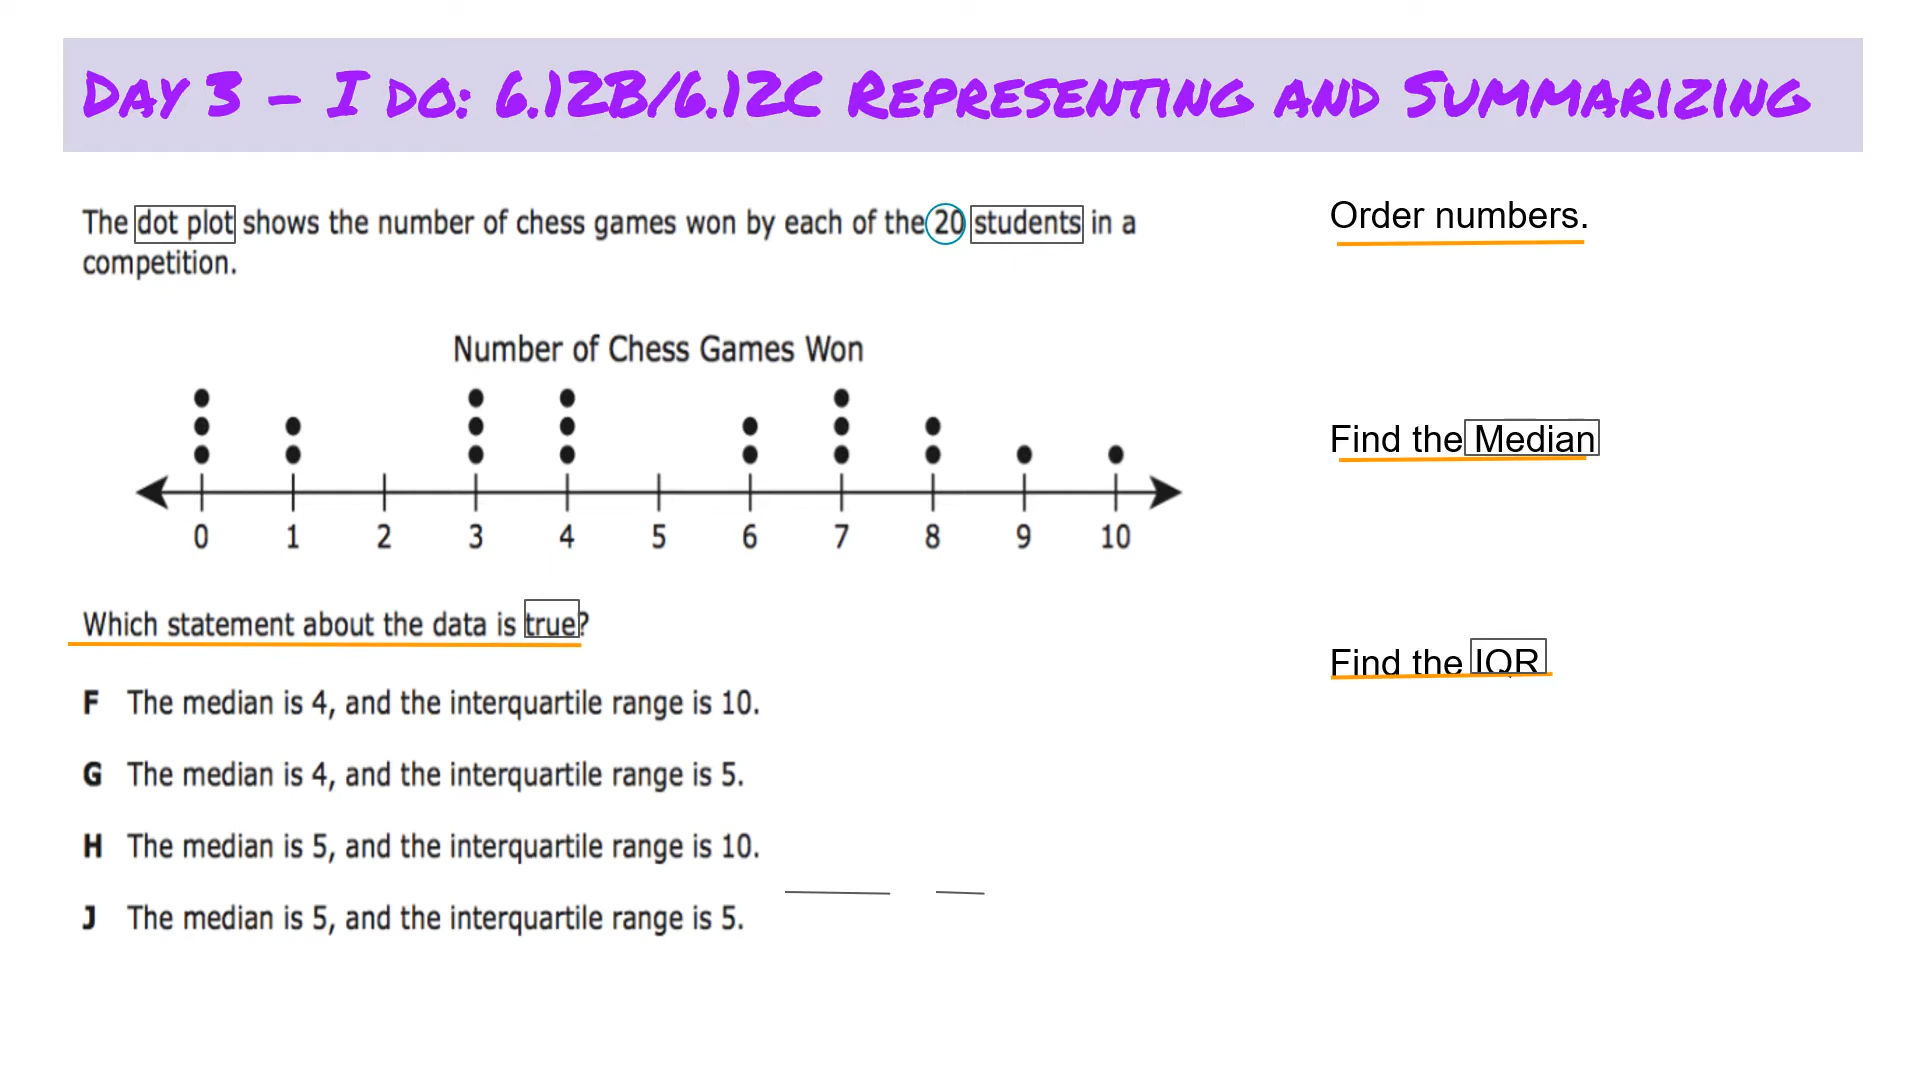 Day 3 - I do: 6.12B/6.12C Representing and Summarizing
The dot plot shows the number of chess games won by each of the 20 students in a
competition.
Number of Chess Games Won
0 1 2 3 4 5 6 7 8 9 10
Which statement about the data is true?
F The median is 4, and the interquartile range is 10.
G The median is 4, and the interquartile range is 5.
H The median is 5, and the interquartile range is 10.
J The median is 5, and the interquartile range is 5.
Order numbers.
Find the Median
Find the IQR